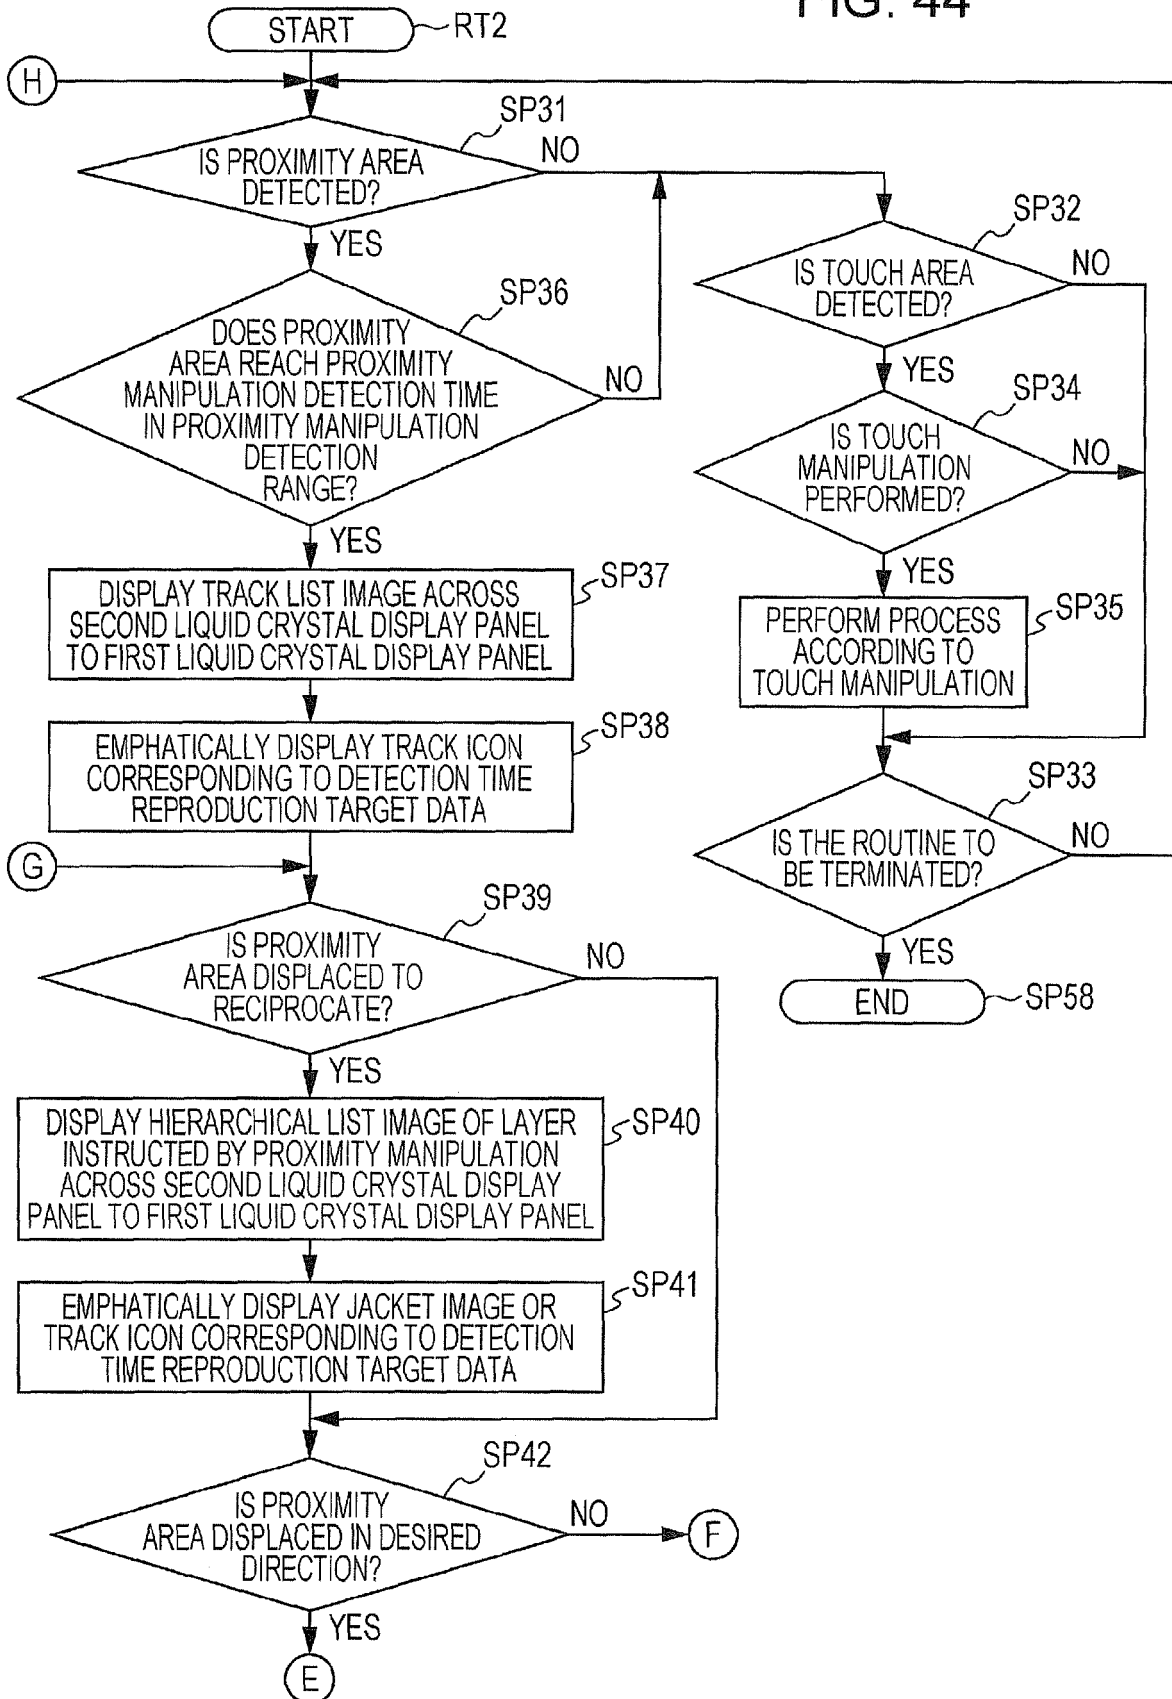 FIG. 44
START
RT2
H
SP31
IS PROXIMITY AREA
DETECTED?
NO
YES
SP32
IS TOUCH AREA
DETECTED?
NO
YES
SP36
DOES PROXIMITY
AREA REACH PROXIMITY
MANIPULATION DETECTION TIME
IN PROXIMITY MANIPULATION
DETECTION
RANGE?
NO
YES
SP34
IS TOUCH
MANIPULATION
PERFORMED?
NO
YES
SP37
DISPLAY TRACK LIST IMAGE ACROSS
SECOND LIQUID CRYSTAL DISPLAY PANEL
TO FIRST LIQUID CRYSTAL DISPLAY PANEL
SP35
PERFORM PROCESS
ACCORDING TO
TOUCH MANIPULATION
SP38
EMPHATICALLY DISPLAY TRACK ICON
CORRESPONDING TO DETECTION TIME
REPRODUCTION TARGET DATA
SP33
IS THE ROUTINE TO
BE TERMINATED?
NO
YES
END
SP58
G
SP39
IS PROXIMITY
AREA DISPLACED TO
RECIPROCATE?
NO
YES
SP40
DISPLAY HIERARCHICAL LIST IMAGE OF LAYER
INSTRUCTED BY PROXIMITY MANIPULATION
ACROSS SECOND LIQUID CRYSTAL DISPLAY
PANEL TO FIRST LIQUID CRYSTAL DISPLAY PANEL
SP41
EMPHATICALLY DISPLAY JACKET IMAGE OR
TRACK ICON CORRESPONDING TO DETECTION
TIME REPRODUCTION TARGET DATA
SP42
IS PROXIMITY
AREA DISPLACED IN DESIRED
DIRECTION?
NO
F
YES
E